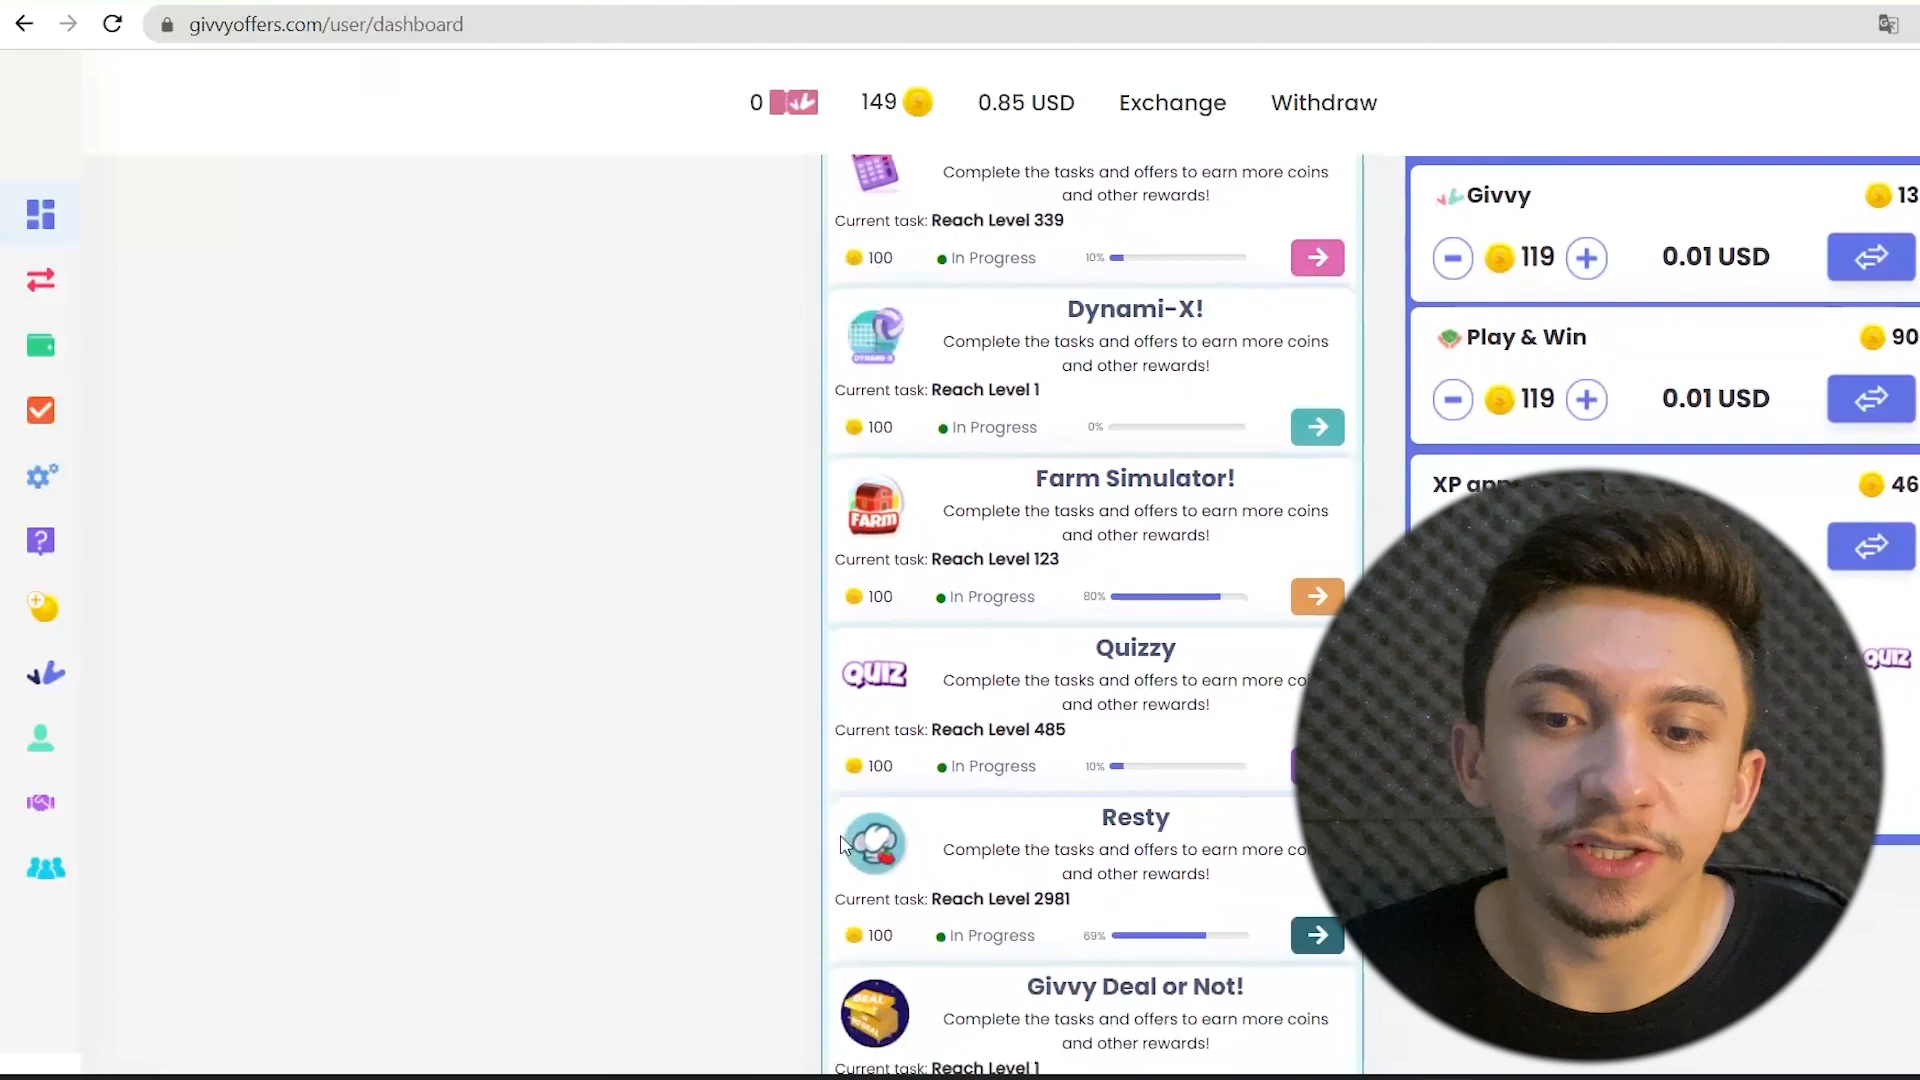 givvyoffers.com/user/dashboard
0 149 0.85 USD Exchange Withdraw
Complete the tasks and offers to earn more coins
and other rewards!
Current task: Reach Level 339
100 In Progress 10%
Dynami-X!
DYNAMI-X
Complete the tasks and offers to earn more coins
and other rewards!
Current task: Reach Level 1
100 In Progress 0%
Farm Simulator!
FARM
Complete the tasks and offers to earn more coins
and other rewards!
Current task: Reach Level 123
100 In Progress 80%
Quizzy
QUIZ
Complete the tasks and offers to earn more coi
and other rewards!
Current task: Reach Level 485
100 In Progress 10%
Resty
Complete the tasks and offers to earn more co
and other rewards!
Current task: Reach Level 2981
100 In Progress 69%
Givvy Deal or Not!
DEAL
Complete the tasks and offers to earn more coins
and other rewards!
Current task: Reach Level 1
Givvy 13
119 0.01 USD
Play & Win 90
119 0.01 USD
XP app 46
QUIZ